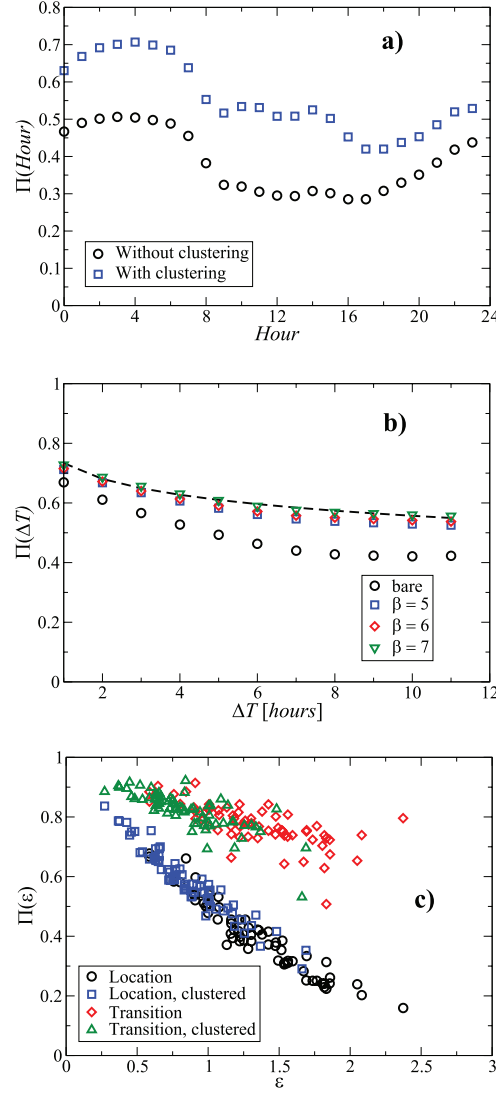 0.8
a)
0.7
0.6
0.5
0.4
0.3
0.2
0.1
0
Π(Hour)
Without clustering
With clustering
0 4 8 12 16 20 24
Hour
1
b)
0.8
0.6
0.4
0.2
0
Π(ΔT)
bare
β = 5
β = 6
β = 7
2 4 6 8 10 12
ΔT [hours]
1
0.8
0.6
0.4
0.2
0
Π(ε)
c)
Location
Location, clustered
Transition
Transition, clustered
0 0.5 1 1.5 2 2.5 3
ε